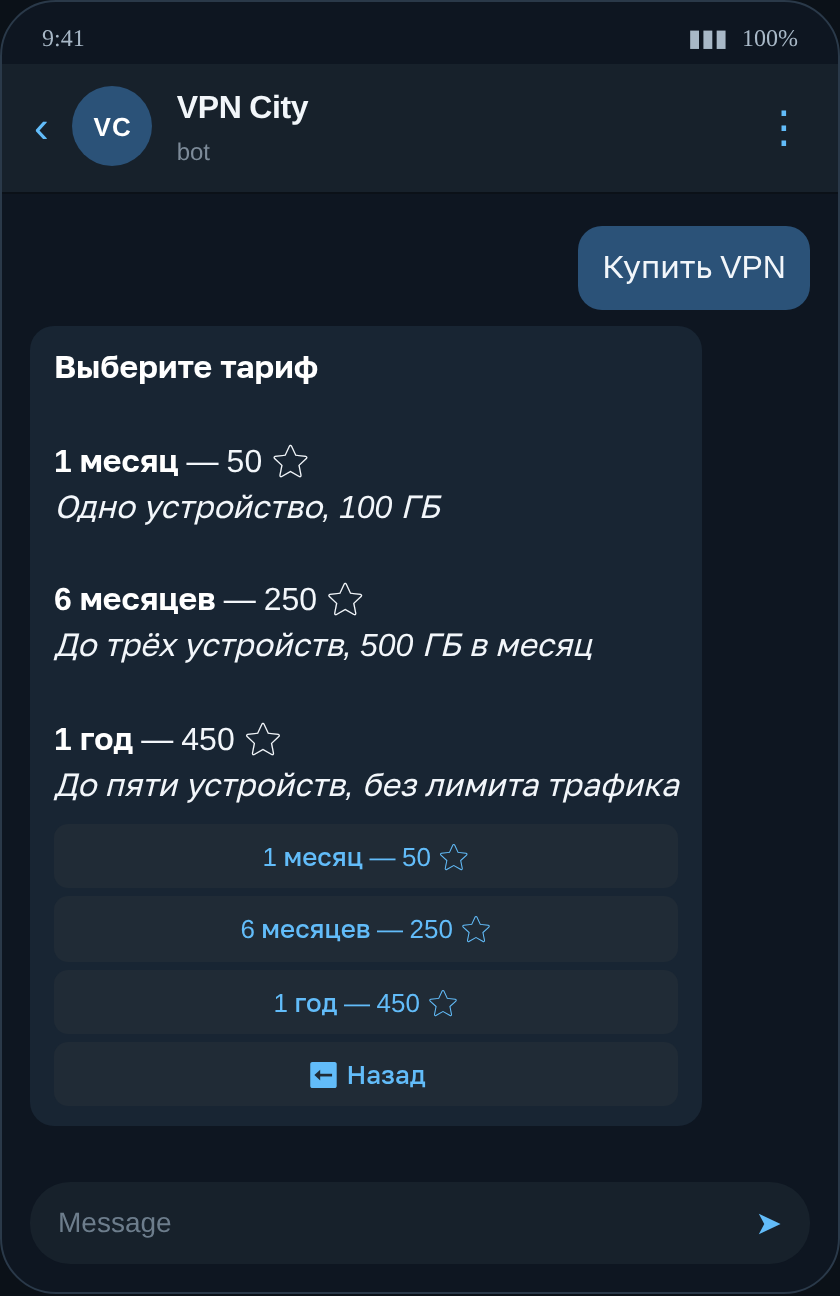 9:41
100%
VC
VPN City
bot
Купить VPN
Выберите тариф
1 месяц — 50 ☆
Одно устройство, 100 ГБ
6 месяцев — 250 ☆
До трёх устройств, 500 ГБ в месяц
1 год — 450 ☆
До пяти устройств, без лимита трафика
1 месяц — 50 ☆
6 месяцев — 250 ☆
1 год — 450 ☆
⬅ Назад
Message